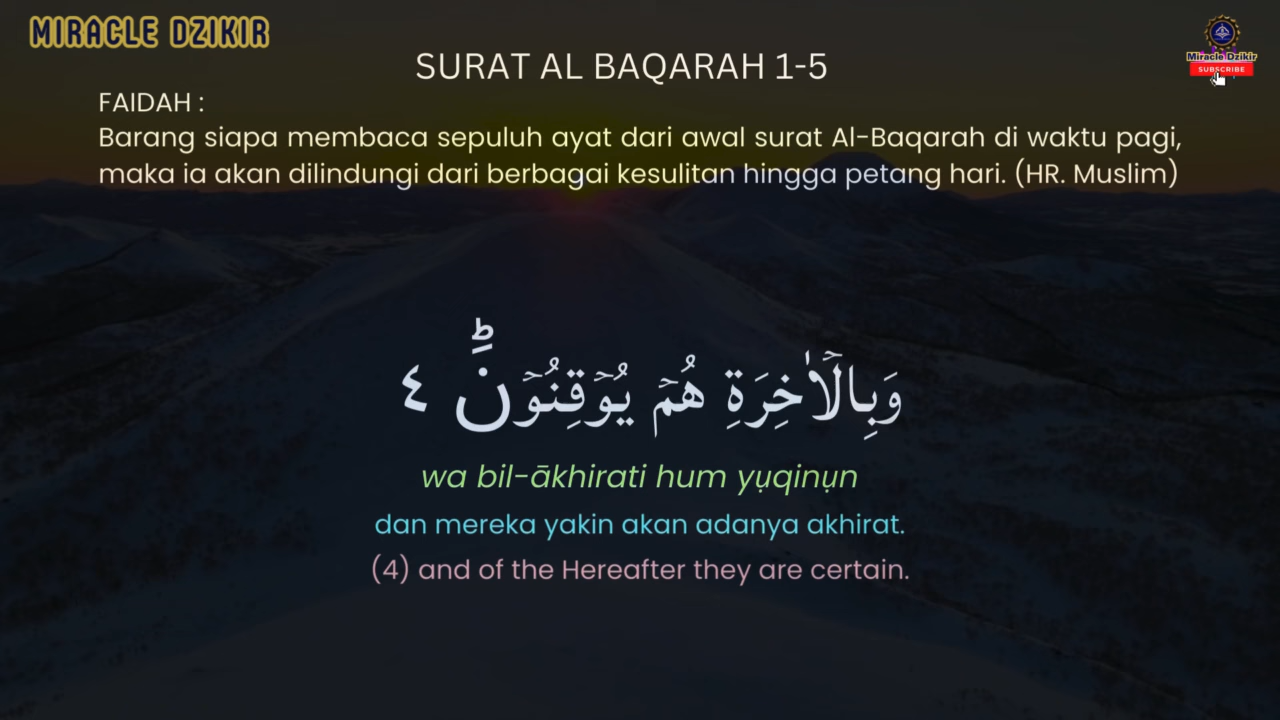 MIRACLE DZIKIR
Miracle Dzikir
SUBSCRIBE
SURAT AL BAQARAH 1-5
FAIDAH :
Barang siapa membaca sepuluh ayat dari awal surat Al-Baqarah di waktu pagi,
maka ia akan dilindungi dari berbagai kesulitan hingga petang hari. (HR. Muslim)
وَبِالْاٰخِرَةِ هُمْ يُوْقِنُوْنَۗ ٤
wa bil-ākhirati hum yụqinụn
dan mereka yakin akan adanya akhirat.
(4) and of the Hereafter they are certain.